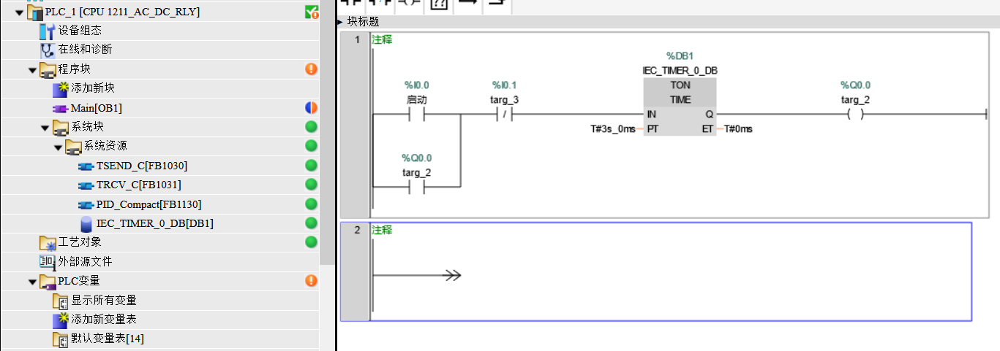 PLC_1 [CPU 1211_AC_DC_RLY]
设备组态
在线和诊断
程序块
添加新块
Main[OB1]
系统块
系统资源
TSEND_C[FB1030]
TRCV_C[FB1031]
PID_Compact[FB1130]
IEC_TIMER_0_DB[DB1]
工艺对象
外部源文件
PLC变量
显示所有变量
添加新变量表
默认变量表[14]
??
块标题
1 注释
%DB1
IEC_TIMER_0_DB
%I0.0 %I0.1 TON %Q0.0
启动 targ_3 TIME targ_2
/ IN Q
T#3s_0ms PT ET T#0ms
%Q0.0
targ_2
2 注释